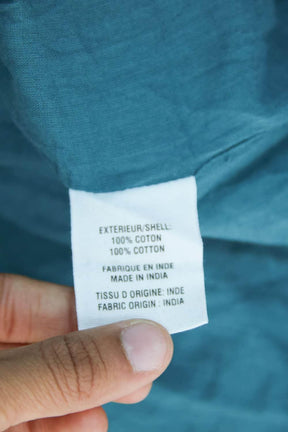 EXTERIEUR/SHELL:
100% COTON
100% COTTON
FABRIQUE EN INDE
MADE IN INDIA
TISSU D ORIGINE: INDE
FABRIC ORIGIN : INDIA